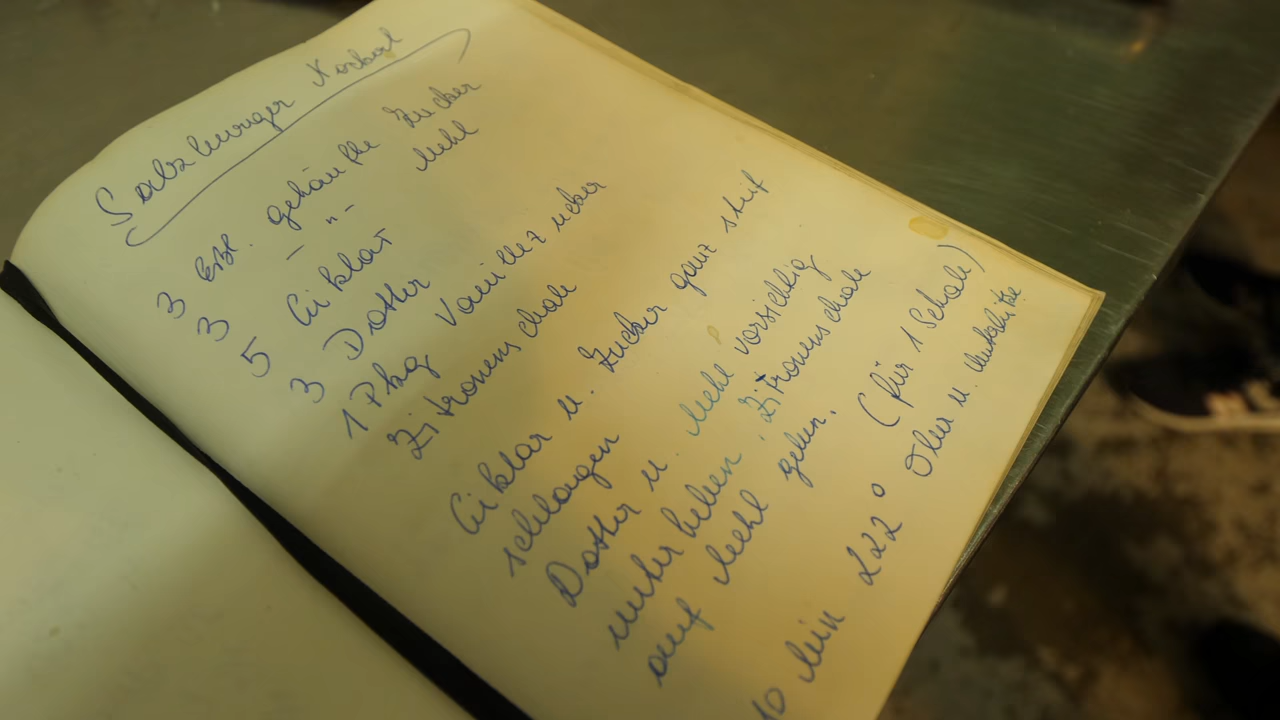 Salzburger Nockerl
3 Essl. gehäufte Zucker
3 - " - Mehl
5 Eiklar
3 Dotter
1 Pkg Vanillezucker
Zitronenschale
Eiklar u. Zucker ganz steif
schlagen
Dotter u. Mehl vorsichtig
unterheben, Zitronenschale
auf Mehl geben.
(für 1 Schale)
10 Min 222° Ober u. Unterhitze